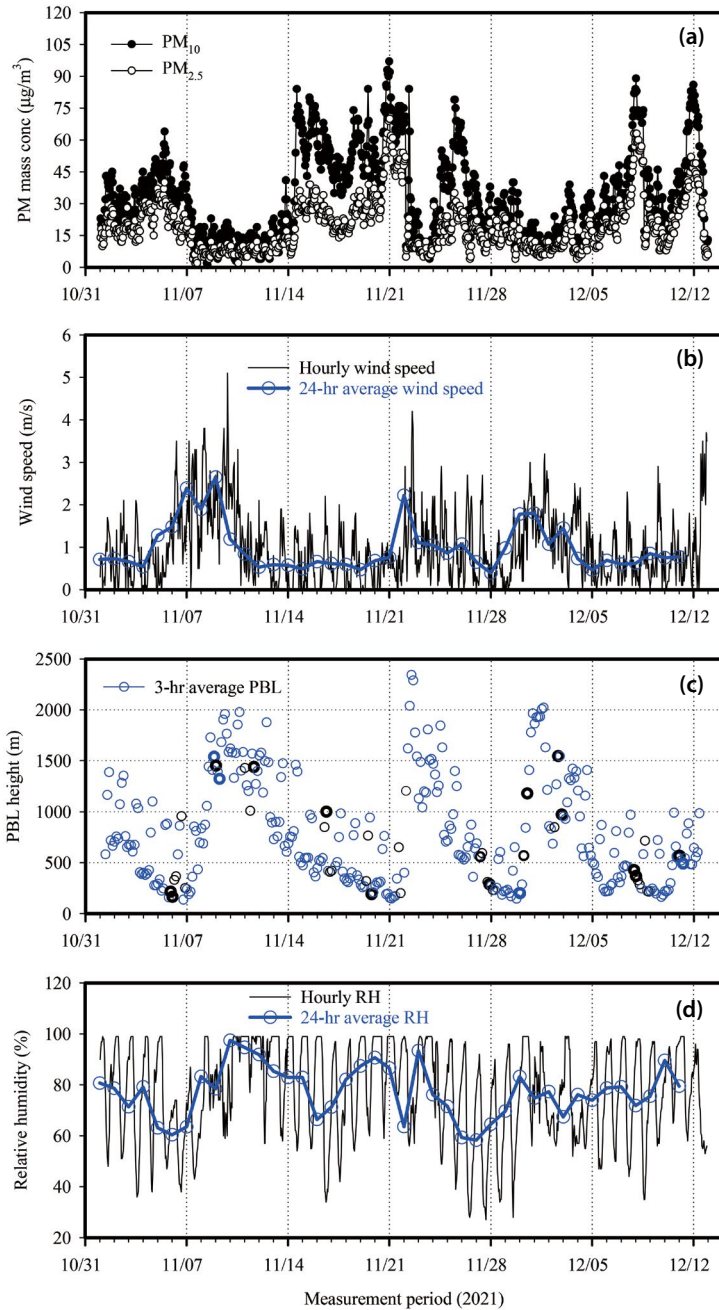 (a)
PM10
PM2.5
PM mass conc (µg/m3)
120
105
90
75
60
45
30
15
0
10/31 11/07 11/14 11/21 11/28 12/05 12/12
(b)
Hourly wind speed
24-hr average wind speed
Wind speed (m/s)
6
5
4
3
2
1
0
10/31 11/07 11/14 11/21 11/28 12/05 12/12
(c)
3-hr average PBL
PBL height (m)
2500
2000
1500
1000
500
0
10/31 11/07 11/14 11/21 11/28 12/05 12/12
(d)
Hourly RH
24-hr average RH
Relative humidity (%)
120
100
80
60
40
20
10/31 11/07 11/14 11/21 11/28 12/05 12/12
Measurement period (2021)